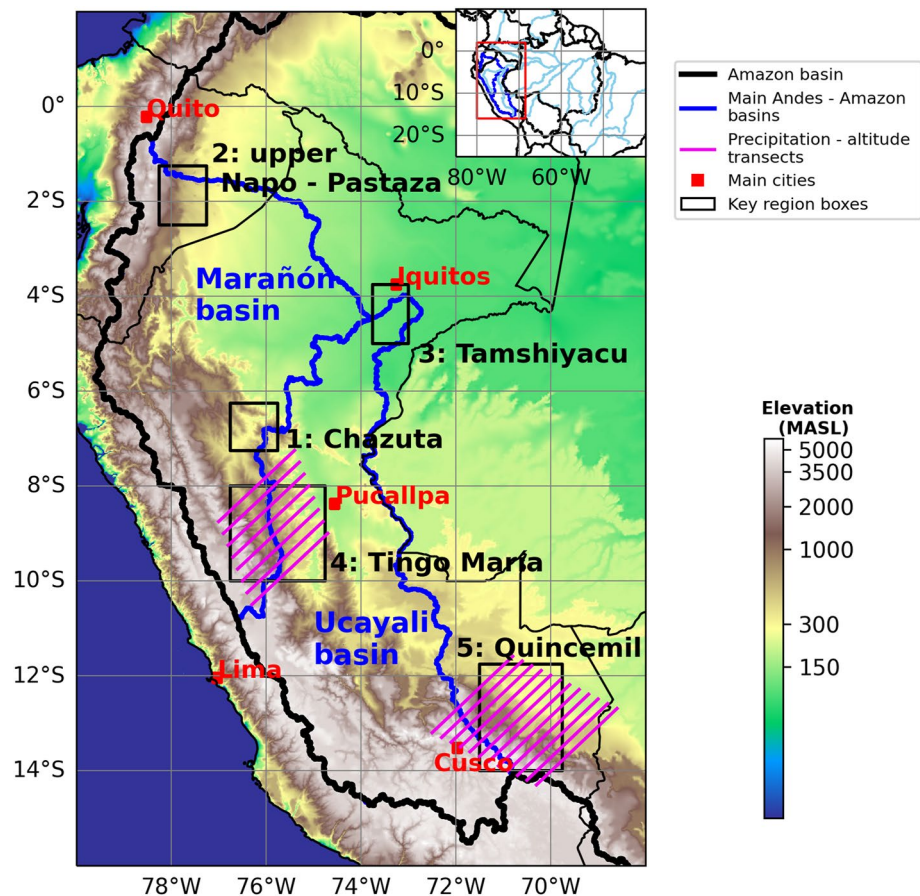 0°
2°S
4°S
6°S
8°S
10°S
12°S
14°S
78°W
76°W
74°W
72°W
70°W
Quito
2: upper
Napo - Pastaza
Marañón
basin
Iquitos
3: Tamshiyacu
1: Chazuta
Pucallpa
4: Tingo María
Ucayali
basin
5: Quincemil
Lima
Cusco
0°
10°S
20°S
80°W
60°W
Amazon basin
Main Andes - Amazon
basins
Precipitation - altitude
transects
Main cities
Key region boxes
Elevation
(MASL)
5000
3500
2000
1000
300
150